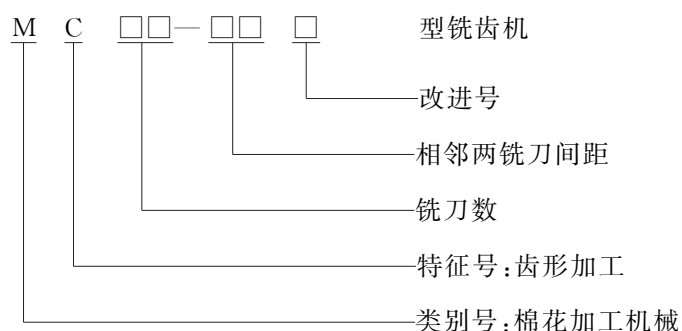 M C □□—□□ □ 型铣齿机
改进号
相邻两铣刀间距
铣刀数
特征号:齿形加工
类别号:棉花加工机械